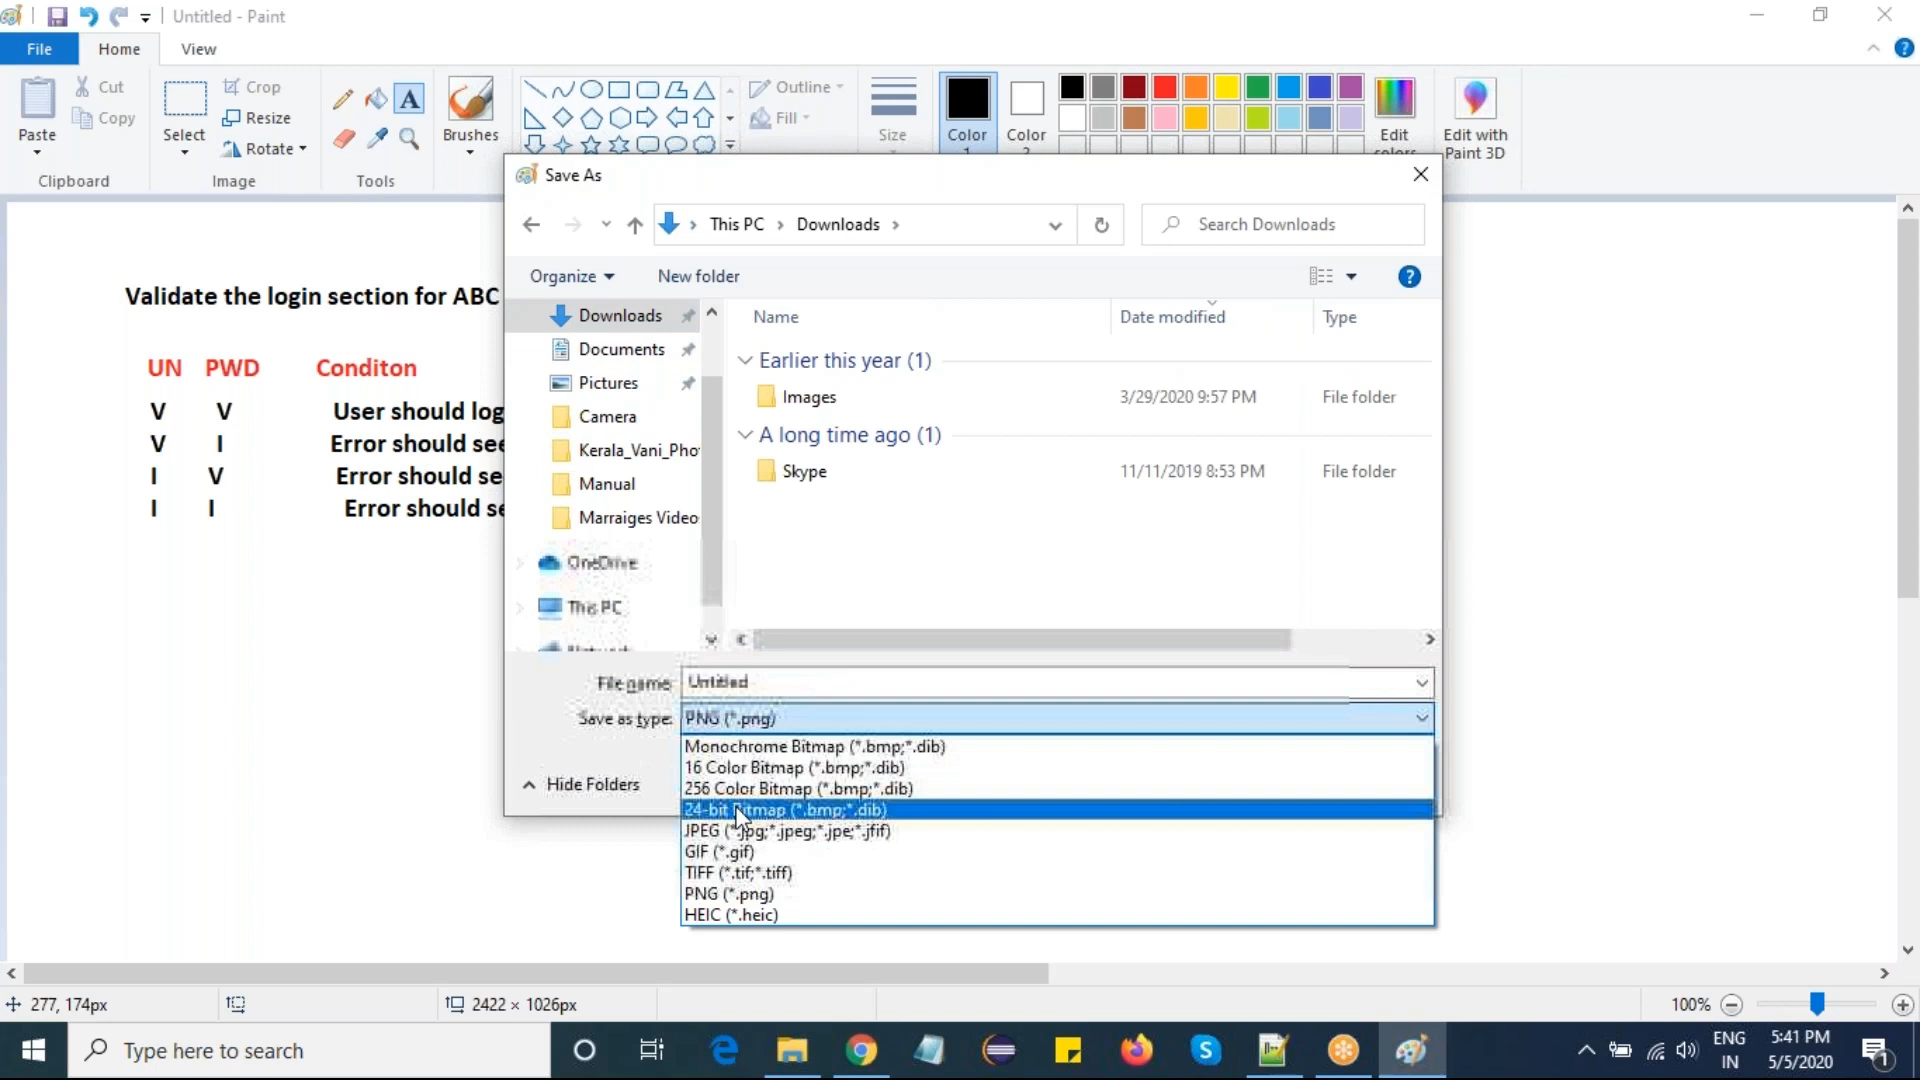 Untitled - Paint
File Home View
Paste
Cut
Copy
Clipboard
Select
Crop
Resize
Rotate
Image
A
Tools
Brushes
Outline
Fill
Size
Color
1
Color
2
Edit
colors
Edit with
Paint 3D
Validate the login section for ABC
UN PWD Conditon
V V User should log
V I Error should see
I V Error should se
I I Error should se
Save As
This PC > Downloads >
Search Downloads
Organize
New folder
Downloads
Documents
Pictures
Camera
Kerala_Vani_Pho
Manual
Marraiges Video
OneDrive
This PC
Network
Name Date modified Type
Earlier this year (1)
Images 3/29/2020 9:57 PM File folder
A long time ago (1)
Skype 11/11/2019 8:53 PM File folder
File name: Untitled
Save as type: PNG (*.png)
Monochrome Bitmap (*.bmp;*.dib)
16 Color Bitmap (*.bmp;*.dib)
256 Color Bitmap (*.bmp;*.dib)
24-bit Bitmap (*.bmp;*.dib)
JPEG (*.jpg;*.jpeg;*.jpe;*.jfif)
GIF (*.gif)
TIFF (*.tif;*.tiff)
PNG (*.png)
HEIC (*.heic)
Hide Folders
277, 174px
2422 × 1026px
100%
Type here to search
ENG
IN
5:41 PM
5/5/2020
1